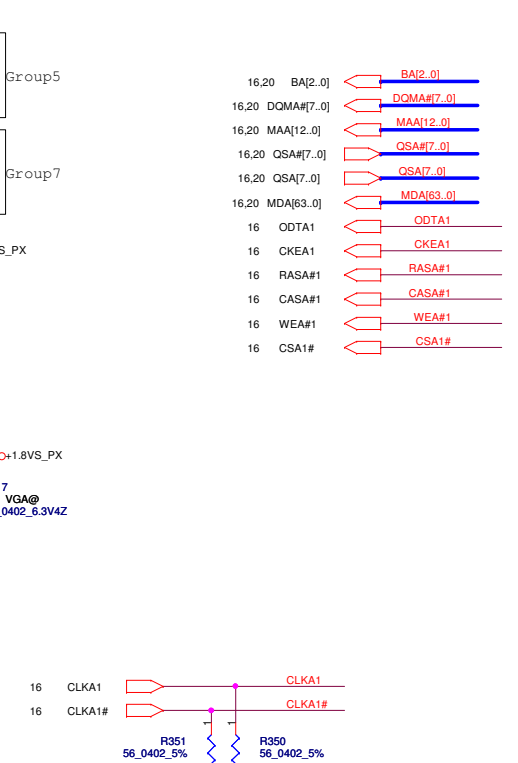 Group5
Group7
S_PX
16,20 BA[2..0] BA[2..0]
16,20 DQMA#[7..0] DQMA#[7..0]
16,20 MAA[12..0] MAA[12..0]
16,20 QSA#[7..0] QSA#[7..0]
16,20 QSA[7..0] QSA[7..0]
16,20 MDA[63..0] MDA[63..0]
16 ODTA1 ODTA1
16 CKEA1 CKEA1
16 RASA#1 RASA#1
16 CASA#1 CASA#1
16 WEA#1 WEA#1
16 CSA1# CSA1#
+1.8VS_PX
7
VGA@
0402_6.3V4Z
16 CLKA1 CLKA1
16 CLKA1# CLKA1#
1 1
R351 R350
56_0402_5% 56_0402_5%